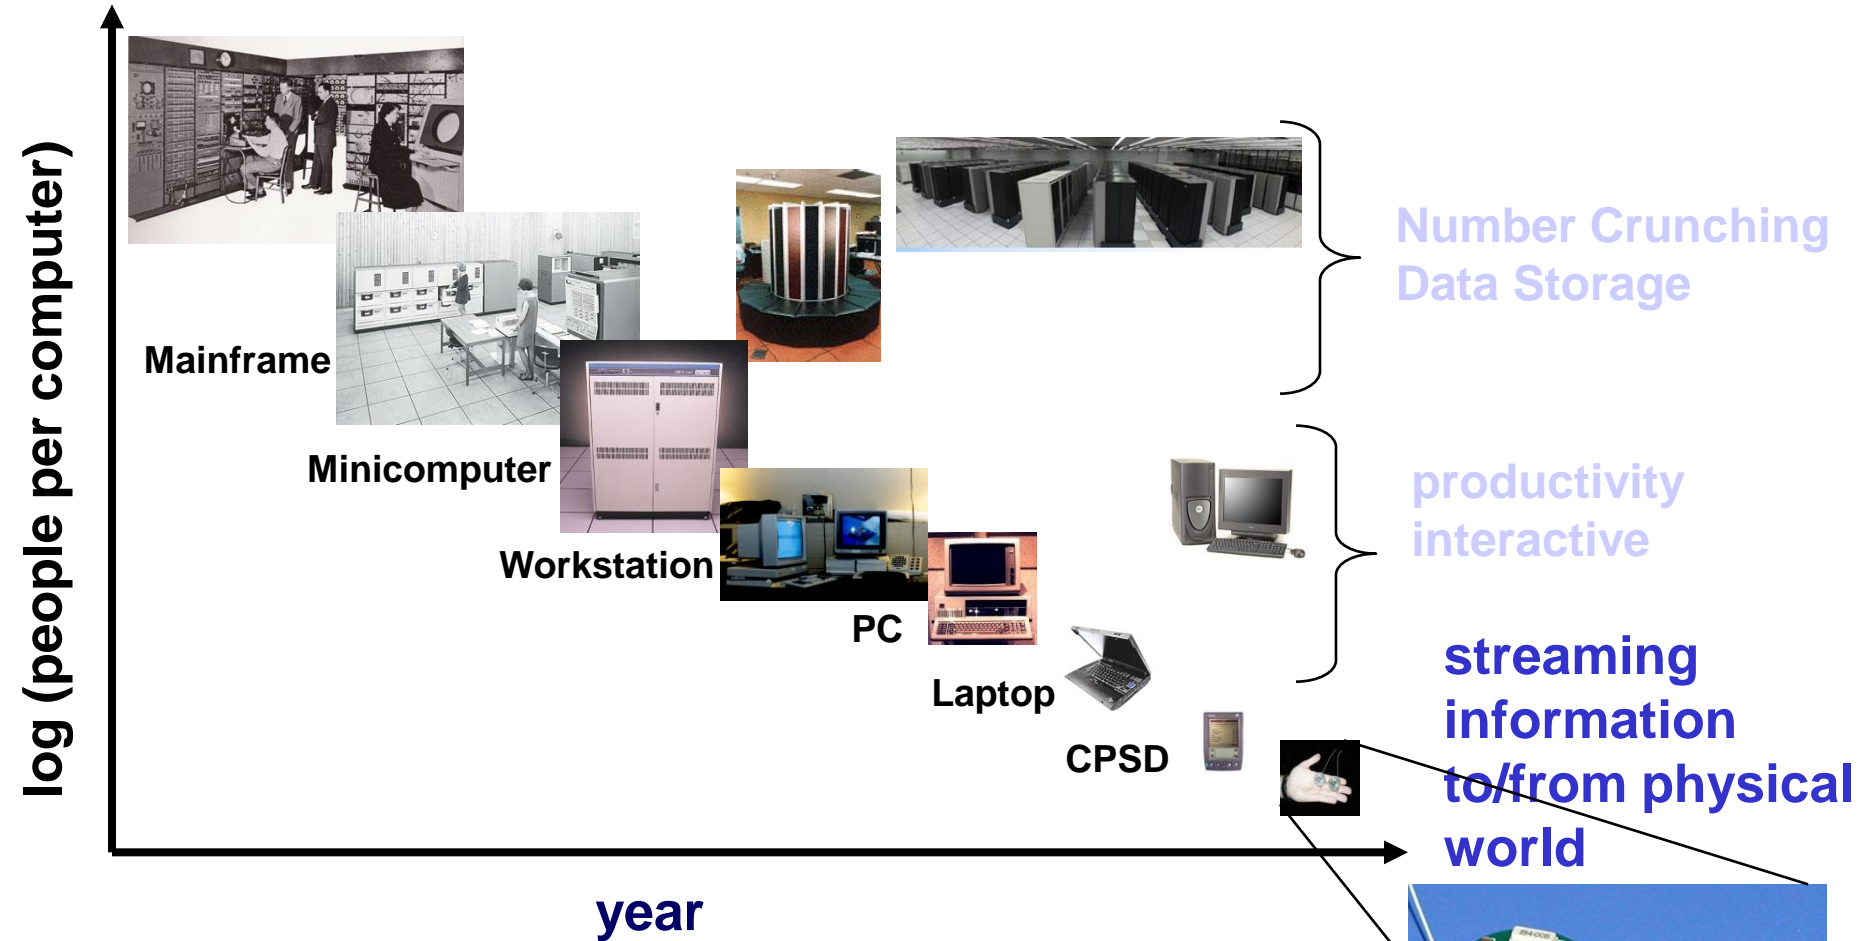 log (people per computer)
Mainframe
Minicomputer
Workstation
PC
Laptop
CPSD
Number Crunching
Data Storage
productivity
interactive
streaming
information
to/from physical
world
year